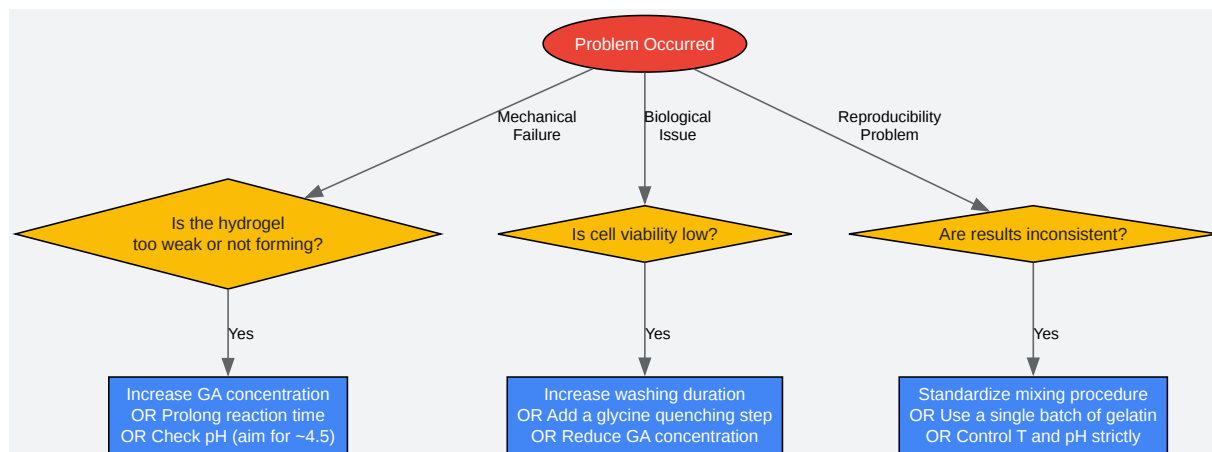 Problem Occurred
Mechanical
Failure
Biological
Issue
Reproducibility
Problem
Is the hydrogel
too weak or not forming?
Is cell viability low?
Are results inconsistent?
Yes
Yes
Yes
Increase GA concentration
OR Prolong reaction time
OR Check pH (aim for ~4.5)
Increase washing duration
OR Add a glycine quenching step
OR Reduce GA concentration
Standardize mixing procedure
OR Use a single batch of gelatin
OR Control T and pH strictly